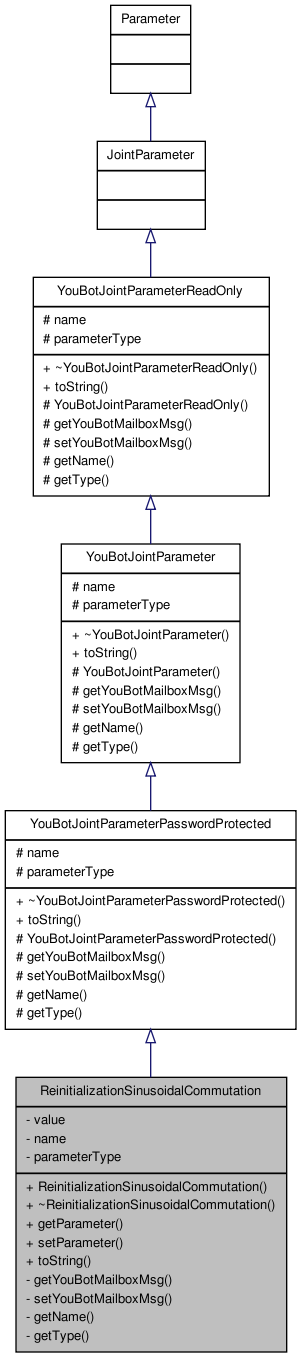 Parameter
JointParameter
YouBotJointParameterReadOnly
# name
# parameterType
+ ~YouBotJointParameterReadOnly()
+ toString()
# YouBotJointParameterReadOnly()
# getYouBotMailboxMsg()
# setYouBotMailboxMsg()
# getName()
# getType()
YouBotJointParameter
# name
# parameterType
+ ~YouBotJointParameter()
+ toString()
# YouBotJointParameter()
# getYouBotMailboxMsg()
# setYouBotMailboxMsg()
# getName()
# getType()
YouBotJointParameterPasswordProtected
# name
# parameterType
+ ~YouBotJointParameterPasswordProtected()
+ toString()
# YouBotJointParameterPasswordProtected()
# getYouBotMailboxMsg()
# setYouBotMailboxMsg()
# getName()
# getType()
ReinitializationSinusoidalCommutation
- value
- name
- parameterType
+ ReinitializationSinusoidalCommutation()
+ ~ReinitializationSinusoidalCommutation()
+ getParameter()
+ setParameter()
+ toString()
- getYouBotMailboxMsg()
- setYouBotMailboxMsg()
- getName()
- getType()